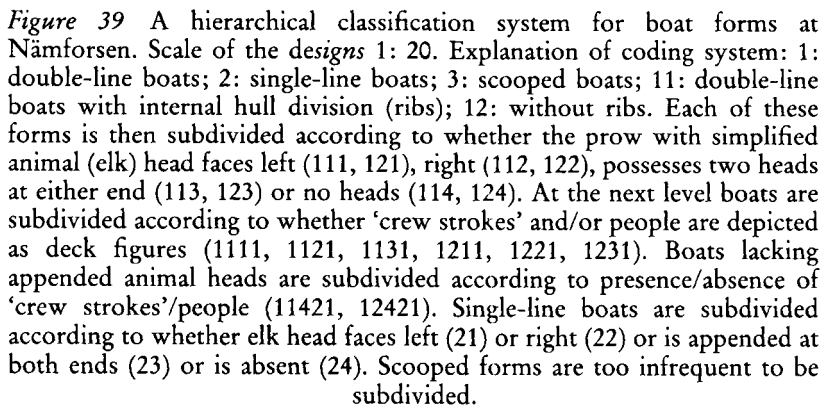 Figure 39 A hierarchical classification system for boat forms at
Nämforsen. Scale of the designs 1: 20. Explanation of coding system: 1:
double-line boats; 2: single-line boats; 3: scooped boats; 11: double-line
boats with internal hull division (ribs); 12: without ribs. Each of these
forms is then subdivided according to whether the prow with simplified
animal (elk) head faces left (111, 121), right (112, 122), possesses two heads
at either end (113, 123) or no heads (114, 124). At the next level boats are
subdivided according to whether ‘crew strokes’ and/or people are depicted
as deck figures (1111, 1121, 1131, 1211, 1221, 1231). Boats lacking
appended animal heads are subdivided according to presence/absence of
‘crew strokes’/people (11421, 12421). Single-line boats are subdivided
according to whether elk head faces left (21) or right (22) or is appended at
both ends (23) or is absent (24). Scooped forms are too infrequent to be
subdivided.